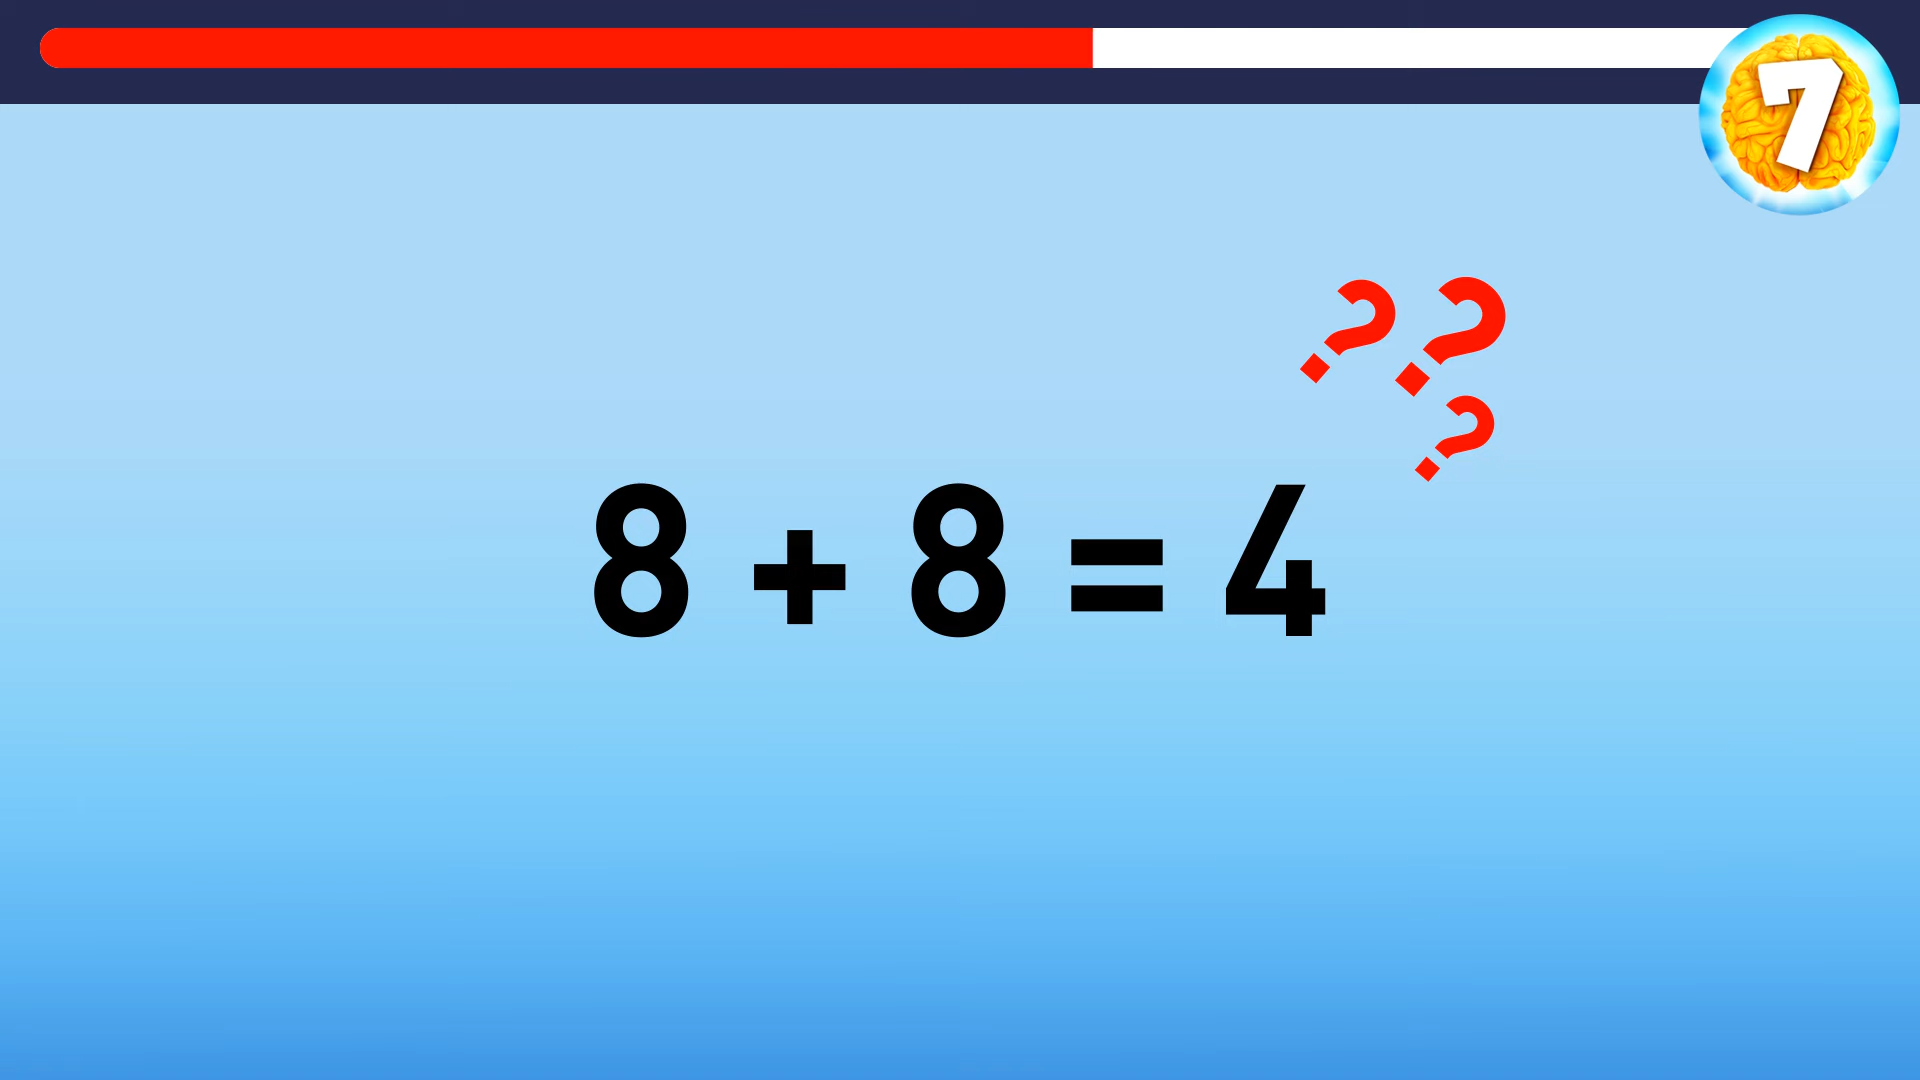 7
???
8 + 8 = 4